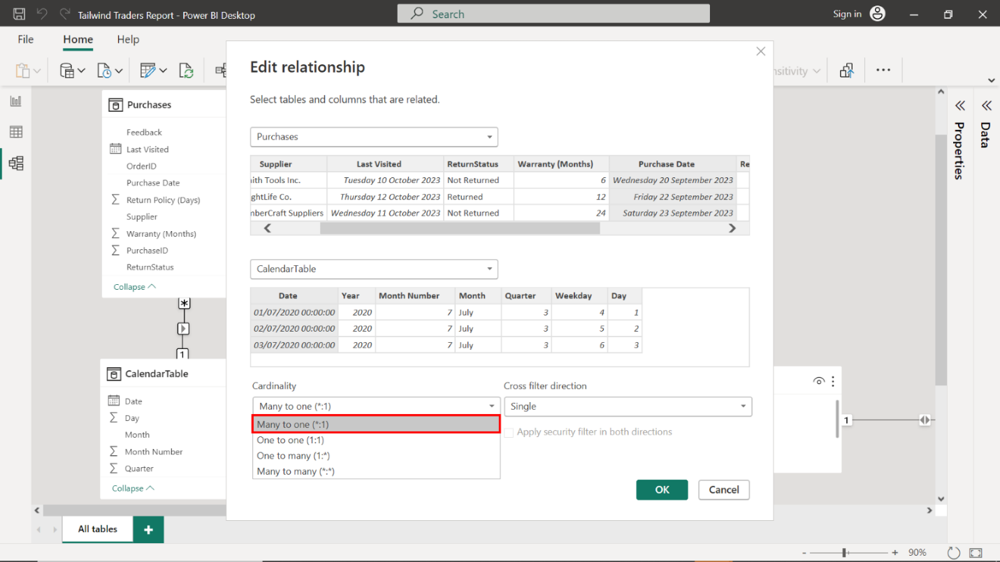 Tailwind Traders Report - Power BI Desktop
Search
Sign in
File
Home
Help
nsitivity
Purchases
Feedback
Last Visited
OrderID
Purchase Date
Σ Return Policy (Days)
Supplier
Σ Warranty (Months)
Σ PurchaseID
ReturnStatus
Collapse
*
1
CalendarTable
Date
Σ Day
Month
Σ Month Number
Σ Quarter
Collapse
Edit relationship
Select tables and columns that are related.
Purchases
Supplier Last Visited ReturnStatus Warranty (Months) Purchase Date Re
ith Tools Inc. Tuesday 10 October 2023 Not Returned 6 Wednesday 20 September 2023
ghtLife Co. Thursday 12 October 2023 Returned 12 Friday 22 September 2023
nberCraft Suppliers Wednesday 11 October 2023 Not Returned 24 Saturday 23 September 2023
CalendarTable
Date Year Month Number Month Quarter Weekday Day
01/07/2020 00:00:00 2020 7 July 3 4 1
02/07/2020 00:00:00 2020 7 July 3 5 2
03/07/2020 00:00:00 2020 7 July 3 6 3
Cardinality
Many to one (*:1)
Many to one (*:1)
One to one (1:1)
One to many (1:*)
Many to many (*:*)
Cross filter direction
Single
Apply security filter in both directions
OK
Cancel
1
Properties
Data
All tables
+
- + 90%